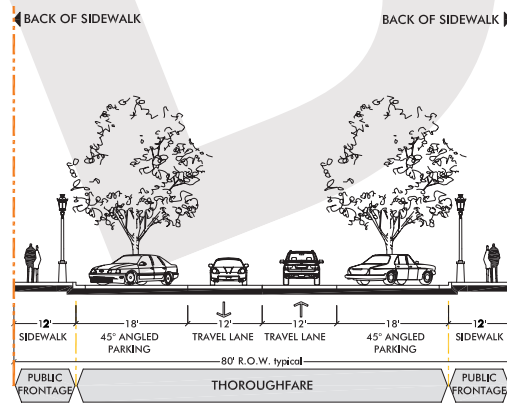 BACK OF SIDEWALK BACK OF SIDEWALK
12' 18' 12' 12' 18' 12'
SIDEWALK 45° ANGLED PARKING TRAVEL LANE TRAVEL LANE 45° ANGLED PARKING SIDEWALK
80' R.O.W. typical
PUBLIC FRONTAGE THOROUGHFARE PUBLIC FRONTAGE